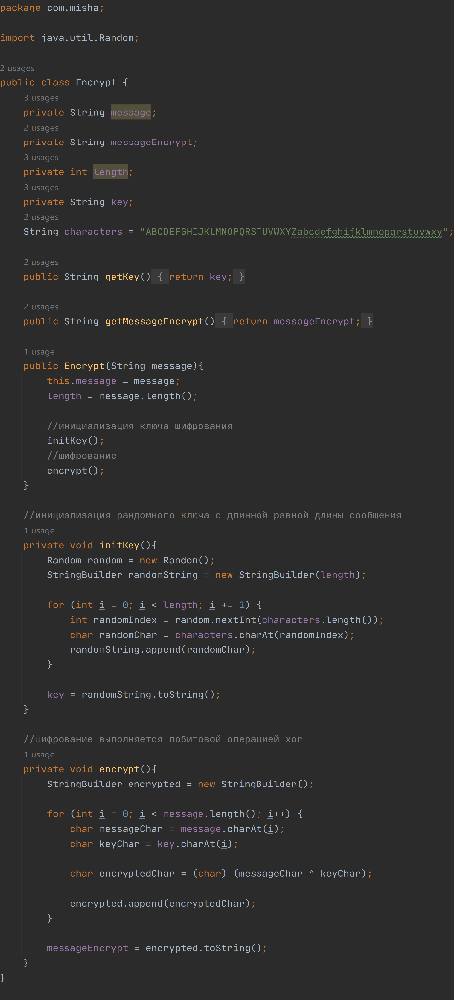 package com.misha;
import java.util.Random;
2 usages
public class Encrypt {
3 usages
private String message;
2 usages
private String messageEncrypt;
3 usages
private int length;
3 usages
private String key;
2 usages
String characters = "ABCDEFGHIJKLMNOPQRSTUVWXYZabcdefghijklmnopqrstuvwxy";
2 usages
public String getKey() { return key; }
2 usages
public String getMessageEncrypt() { return messageEncrypt; }
1 usage
public Encrypt(String message){
this.message = message;
length = message.length();
//инициализация ключа шифрования
initKey();
//шифрование
encrypt();
}
//инициализация рандомного ключа с длинной равной длины сообщения
1 usage
private void initKey(){
Random random = new Random();
StringBuilder randomString = new StringBuilder(length);
for (int i = 0; i < length; i += 1) {
int randomIndex = random.nextInt(characters.length());
char randomChar = characters.charAt(randomIndex);
randomString.append(randomChar);
}
key = randomString.toString();
}
//шифрование выполняется побитовой операцией xor
1 usage
private void encrypt(){
StringBuilder encrypted = new StringBuilder();
for (int i = 0; i < message.length(); i++) {
char messageChar = message.charAt(i);
char keyChar = key.charAt(i);
char encryptedChar = (char) (messageChar ^ keyChar);
encrypted.append(encryptedChar);
}
messageEncrypt = encrypted.toString();
}
}